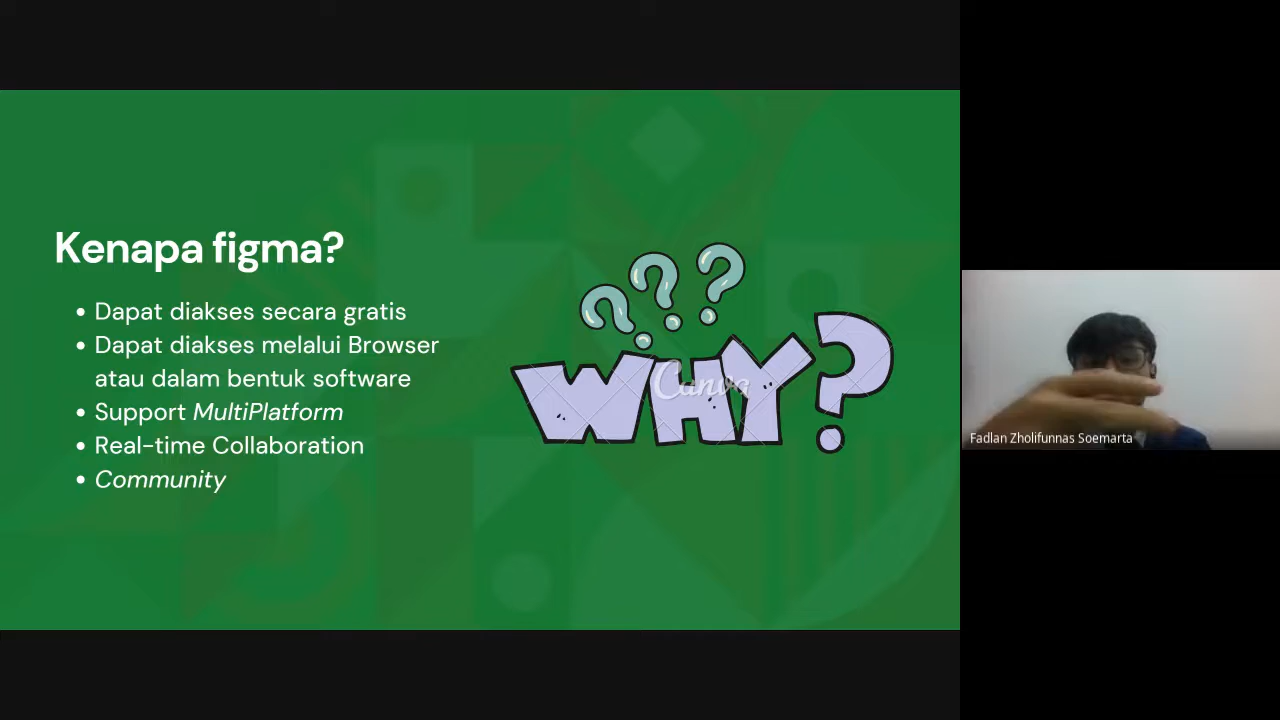 Kenapa figma?
Dapat diakses secara gratis
Dapat diakses melalui Browser
atau dalam bentuk software
Support MultiPlatform
Real-time Collaboration
Community
???
WHY?
Canva
Fadlan Zholifunnas Soemarta